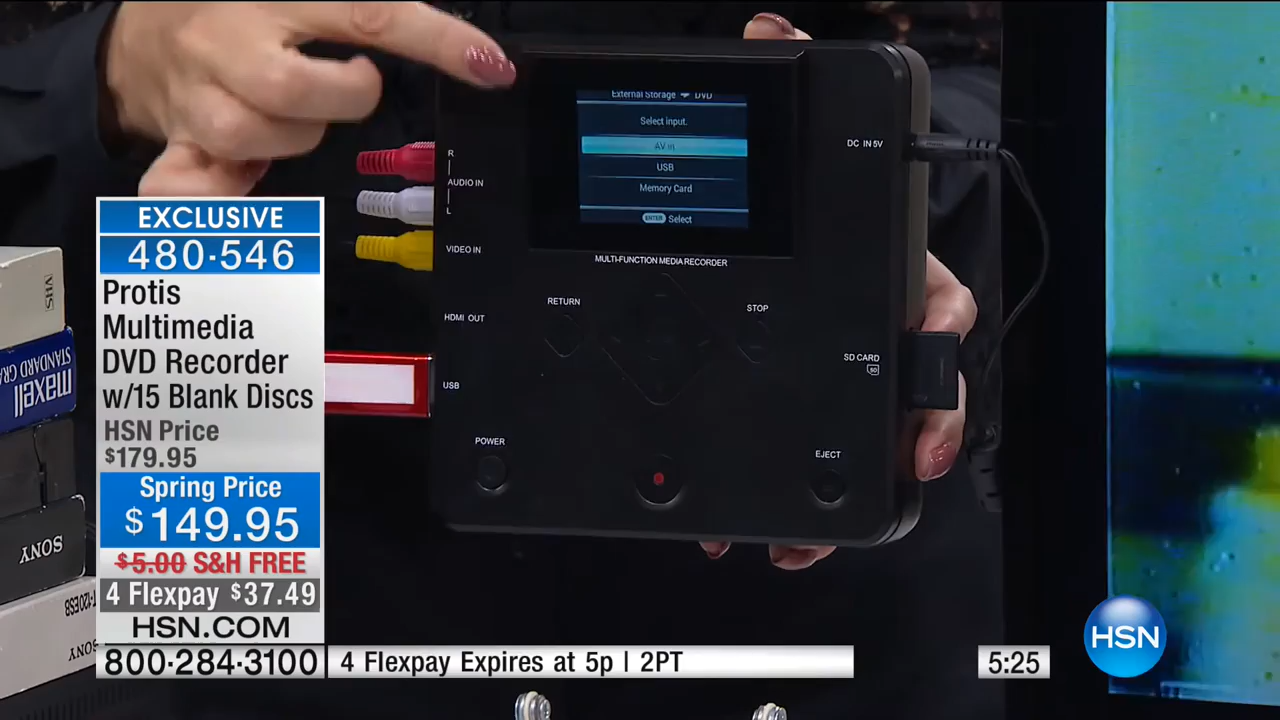 EXCLUSIVE
480·546
Protis
Multimedia
DVD Recorder
w/15 Blank Discs
HSN Price
$179.95
Spring Price
$149.95
$5.00 S&H FREE
4 Flexpay $37.49
HSN.COM
800·284·3100
4 Flexpay Expires at 5p | 2PT
5:25
HSN
External Storage DVD
Select input.
AV in
USB
Memory Card
ENTER Select
R
AUDIO IN
L
VIDEO IN
HDMI OUT
USB
DC IN 5V
MULTI-FUNCTION MEDIA RECORDER
RETURN
STOP
SD CARD
POWER
EJECT
VHS
maxell
STANDARD GRA
SONY
T-120ESB
SONY